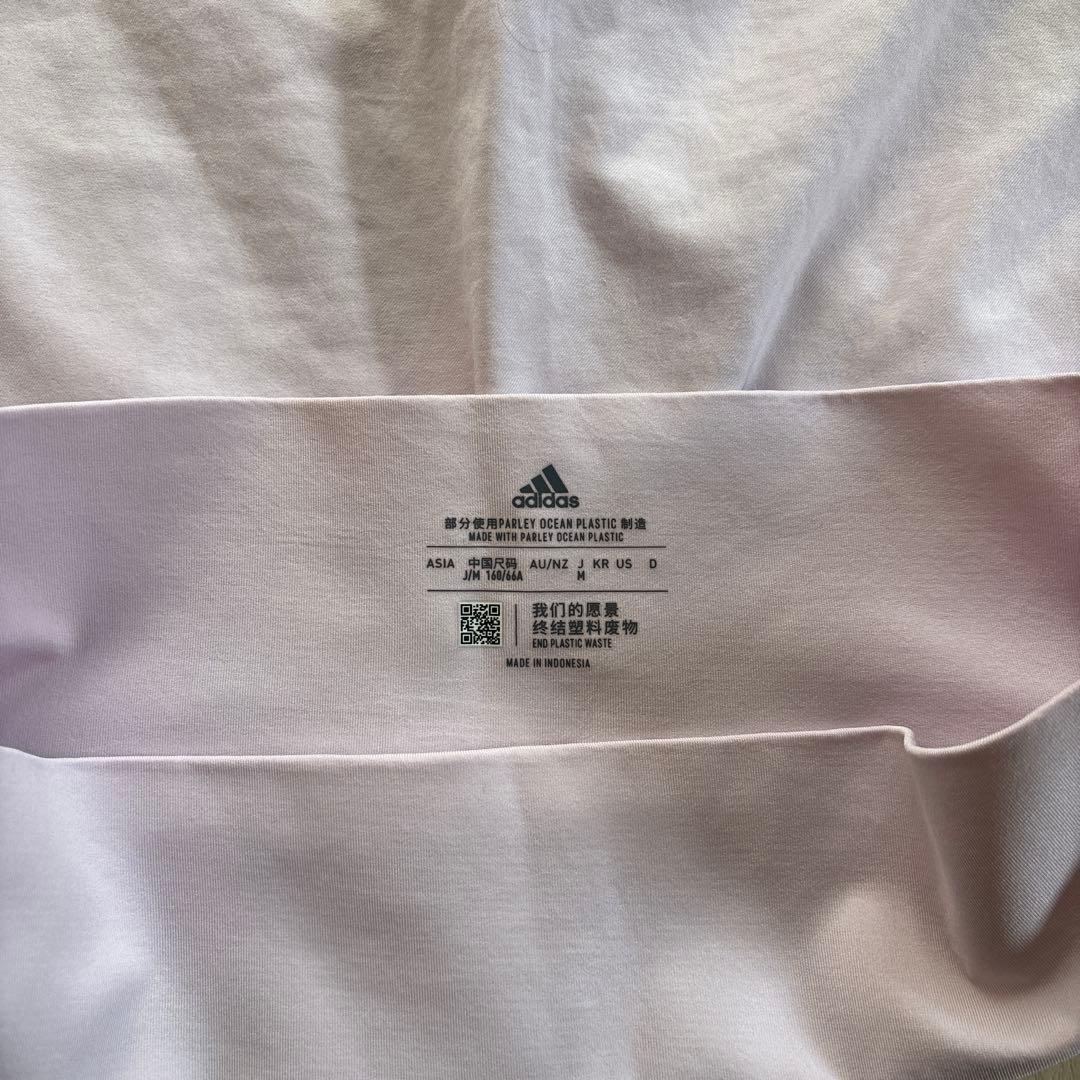 adidas
部分使用PARLEY OCEAN PLASTIC 制造
MADE WITH PARLEY OCEAN PLASTIC
ASIA 中国尺码 AU/NZ J KR US D
J/M 160/66A M
我们的愿景
终结塑料废物
END PLASTIC WASTE
MADE IN INDONESIA